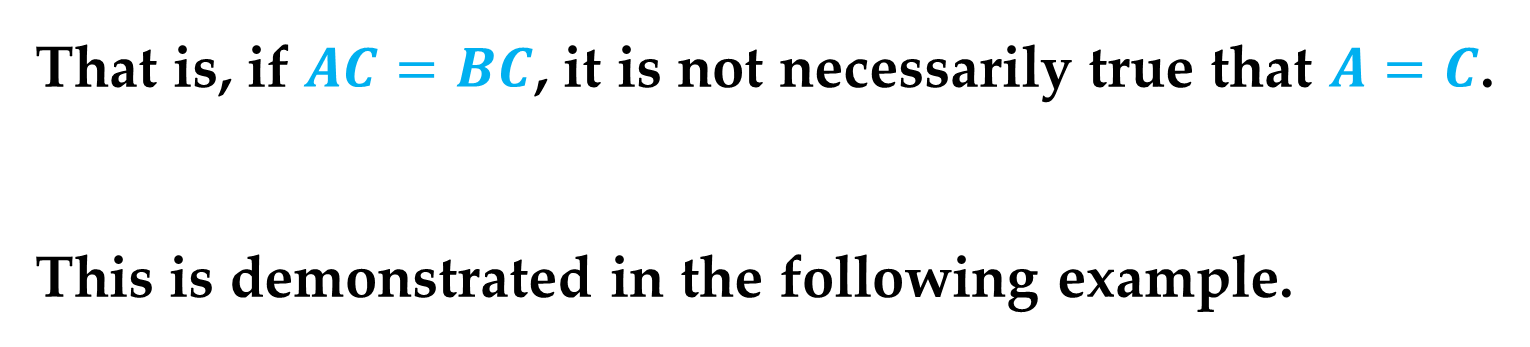 That is, if AC = BC, it is not necessarily true that A = C.
This is demonstrated in the following example.